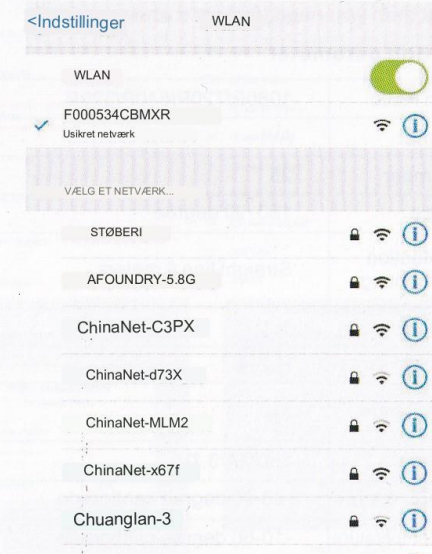 <Indstillinger
WLAN
WLAN
F000534CBMXR
Usikret netværk
VÆLG ET NETVÆRK...
STØBERI
AFOUNDRY-5.8G
ChinaNet-C3PX
ChinaNet-d73X
ChinaNet-MLM2
ChinaNet-x67f
Chuanglan-3